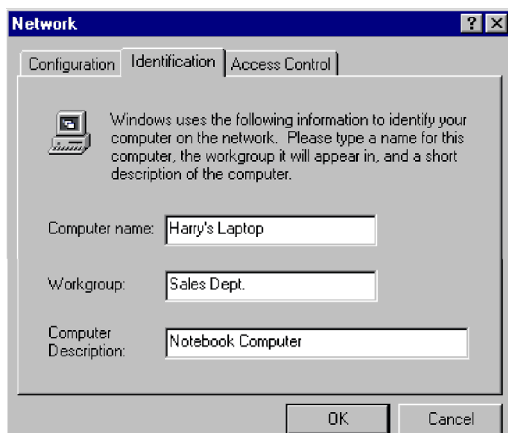 Network
Configuration Identification Access Control
Windows uses the following information to identify your
computer on the network. Please type a name for this
computer, the workgroup it will appear in, and a short
description of the computer.
Computer name: Harry's Laptop
Workgroup: Sales Dept.
Computer
Description: Notebook Computer
OK Cancel